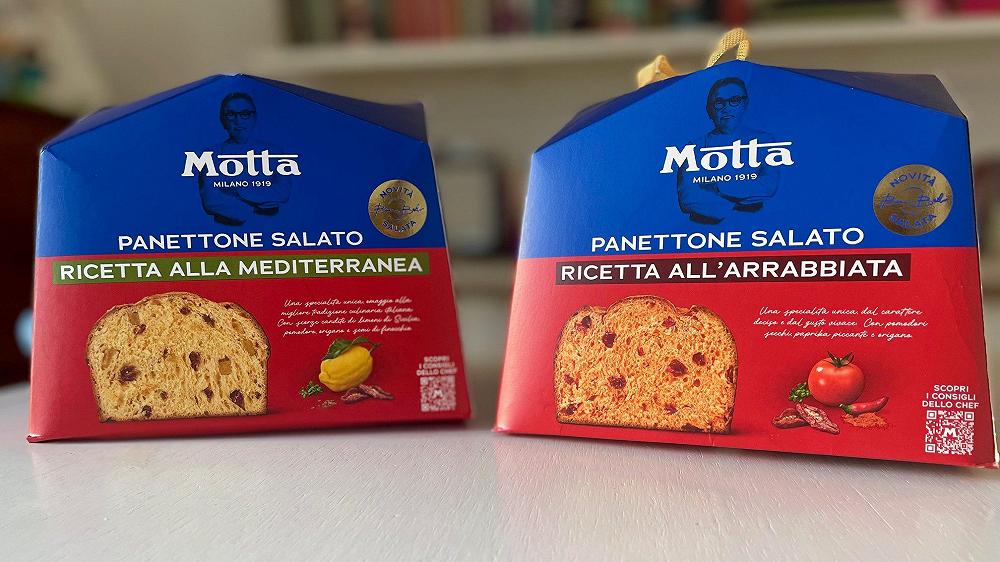 Motta
MILANO 1919
NOVITÀ
SALATA
PANETTONE SALATO
RICETTA ALLA MEDITERRANEA
Una specialità unica, omaggio alla
migliore tradizione culinaria italiana.
Con scorze candite di limoni di Sicilia,
pomodoro, origano e semi di finocchio.
SCOPRI
I CONSIGLI
DELLO CHEF
M
Motta
MILANO 1919
NOVITÀ
SALATA
PANETTONE SALATO
RICETTA ALL'ARRABBIATA
Una specialità unica, dal carattere
deciso e dal gusto vivace. Con pomodori
secchi, paprika piccante e origano.
SCOPRI
I CONSIGLI
DELLO CHEF
M